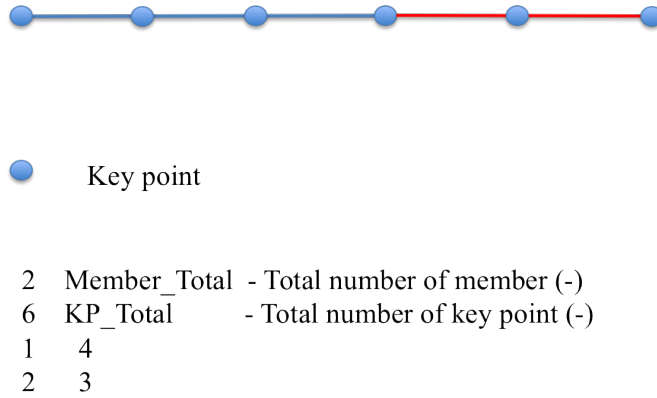 Key point
2 Member_Total - Total number of member (-)
6 KP_Total - Total number of key point (-)
1 4
2 3